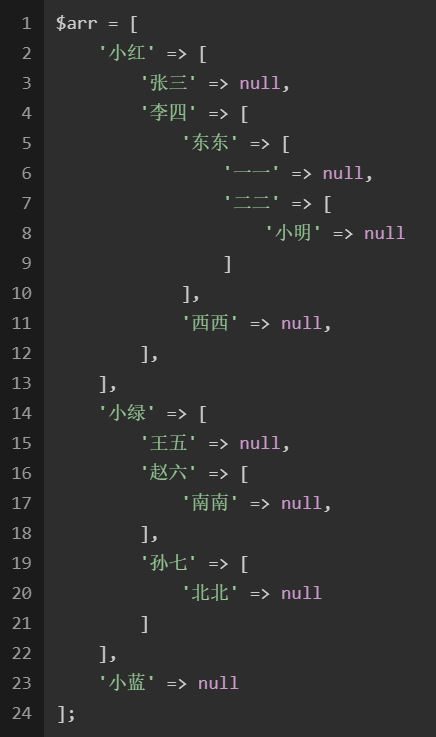 1 $arr = [
2     '小红' => [
3         '张三' => null,
4         '李四' => [
5             '东东' => [
6                 '一一' => null,
7                 '二二' => [
8                     '小明' => null
9                 ]
10             ],
11             '西西' => null,
12         ],
13     ],
14     '小绿' => [
15         '王五' => null,
16         '赵六' => [
17             '南南' => null,
18         ],
19         '孙七' => [
20             '北北' => null
21         ]
22     ],
23     '小蓝' => null
24 ];